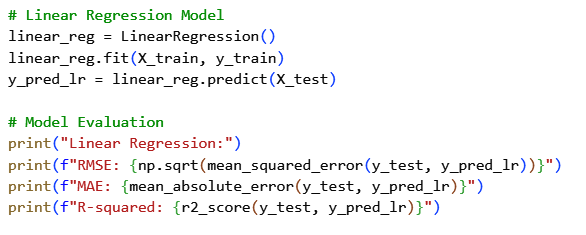 # Linear Regression Model
linear_reg = LinearRegression()
linear_reg.fit(X_train, y_train)
y_pred_lr = linear_reg.predict(X_test)

# Model Evaluation
print("Linear Regression:")
print(f"RMSE: {np.sqrt(mean_squared_error(y_test, y_pred_lr))}")
print(f"MAE: {mean_absolute_error(y_test, y_pred_lr)}")
print(f"R-squared: {r2_score(y_test, y_pred_lr)}")